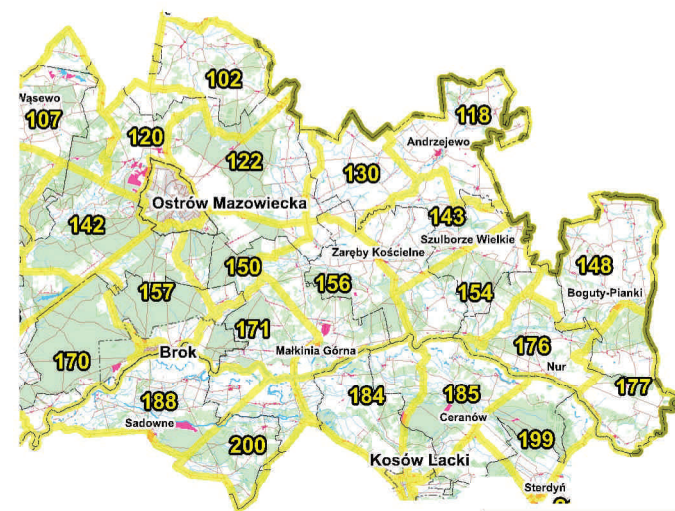 102
Wąsewo
107
118
120
Andrzejewo
122
130
Ostrów Mazowiecka
142
143
Szulborze Wielkie
Zaręby Kościelne
150
148
156
157
154
Boguty-Pianki
171
176
170
Brok
Małkinia Górna
Nur
177
188
184
185
Sadowne
Ceranów
200
199
Kosów Lacki
Sterdyń